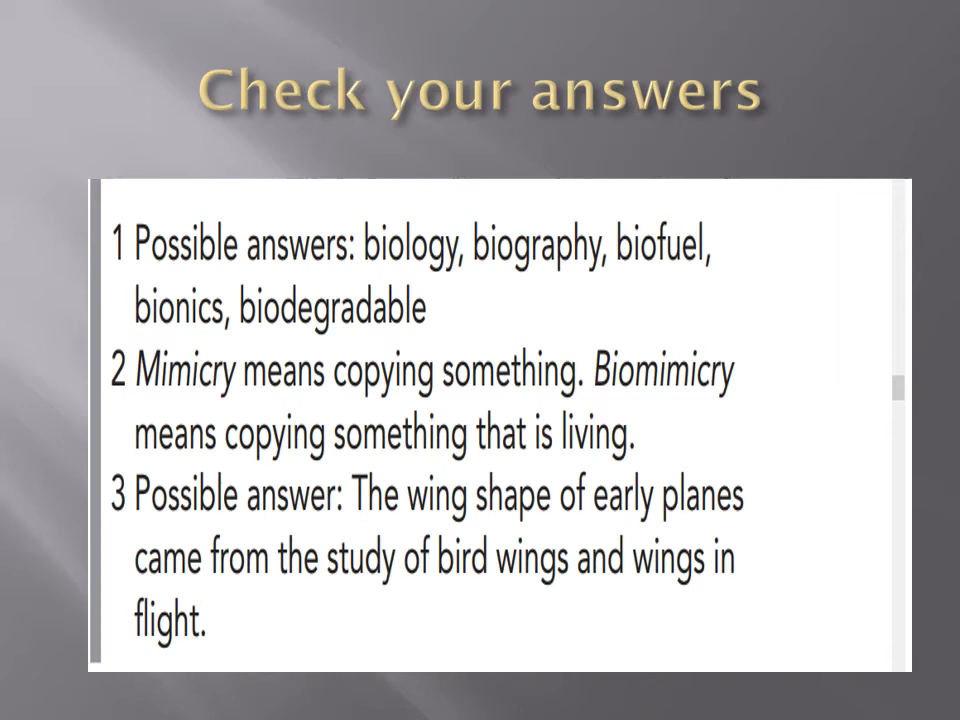 Check your answers
1 Possible answers: biology, biography, biofuel,
bionics, biodegradable
2 Mimicry means copying something. Biomimicry
means copying something that is living.
3 Possible answer: The wing shape of early planes
came from the study of bird wings and wings in
flight.